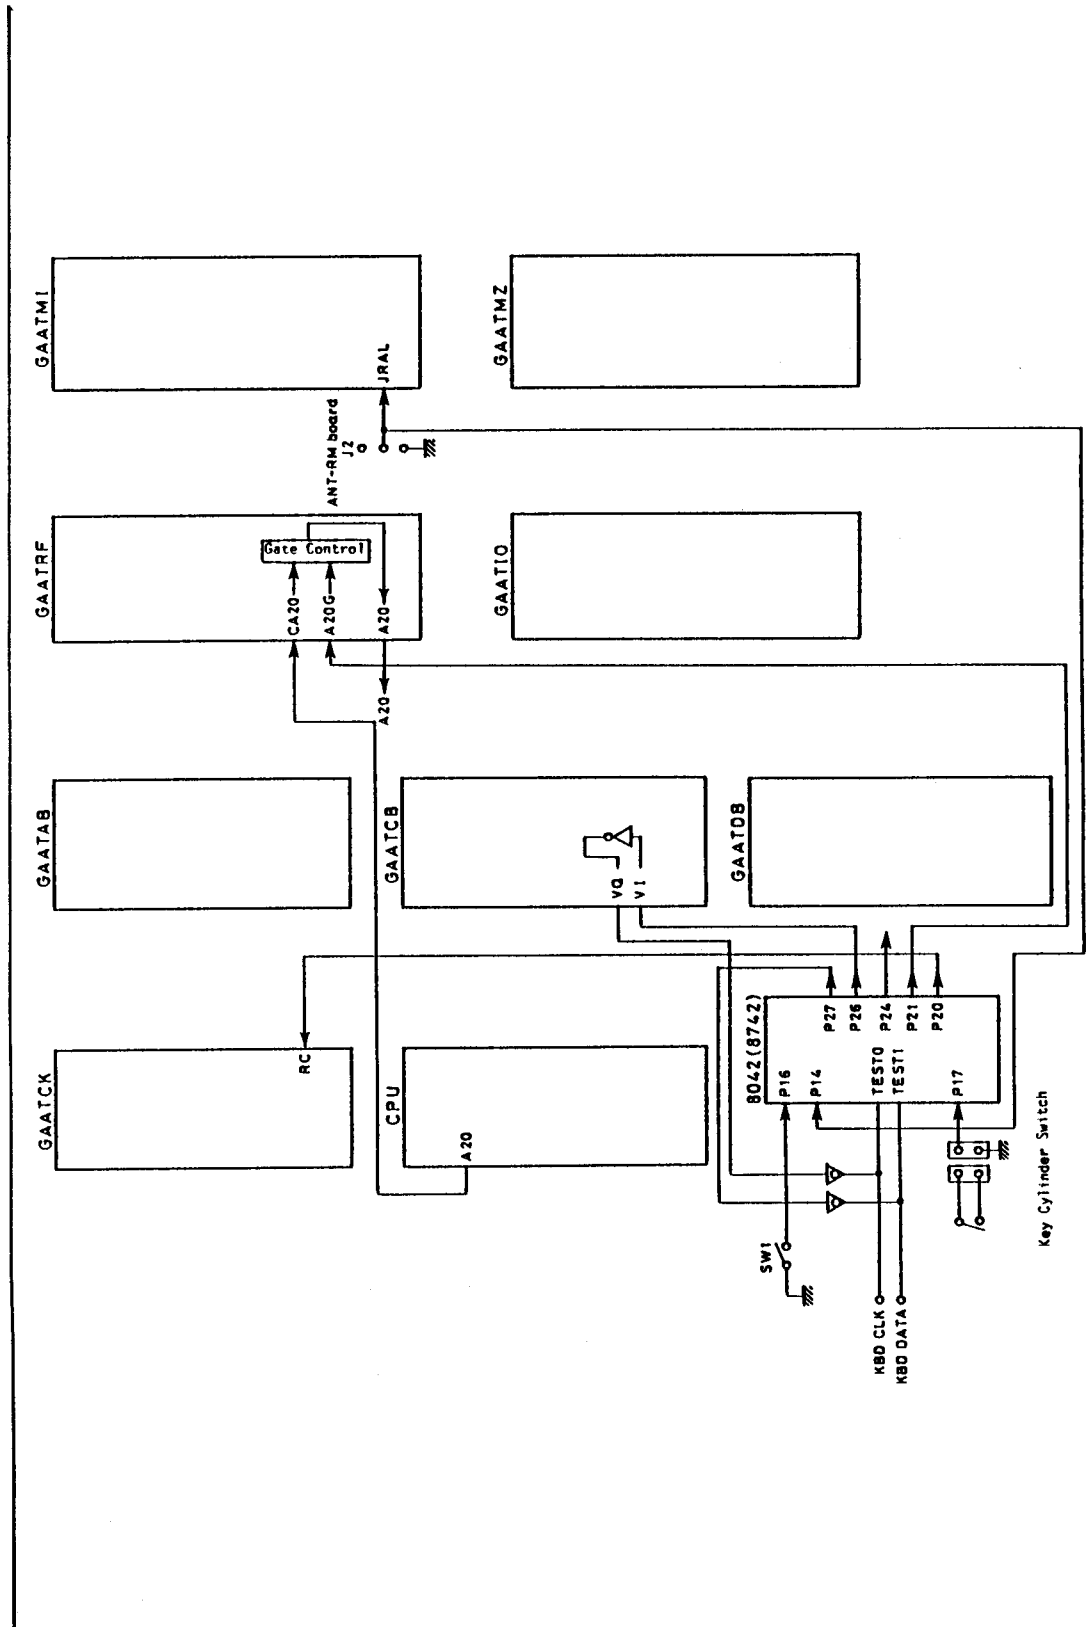 GAATCK
RC
GAATAB
GAATRF
CA20
A20G
A20
Gate Control
A20
ANT-RM board
J2
GAATM1
JRAL
CPU
A20
GAATCB
VQ
VI
GAATIO
GAATMZ
SW1
8042(8742)
P16
P14
TEST0
TEST1
P17
P27
P26
P24
P21
P20
GAATDB
KBD CLK
KBD DATA
Key Cylinder Switch